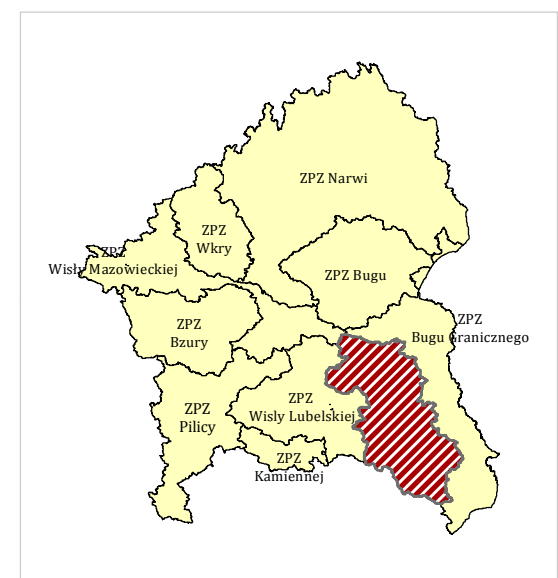 ZPZ Narwi
ZPZ
Wkry
ZPZ
Wisły Mazowieckiej
ZPZ Bugu
ZPZ
Bzury
ZPZ
Bugu Granicznego
ZPZ
Pilicy
ZPZ
Wisly Lubelskiej
ZPZ
Kamiennej